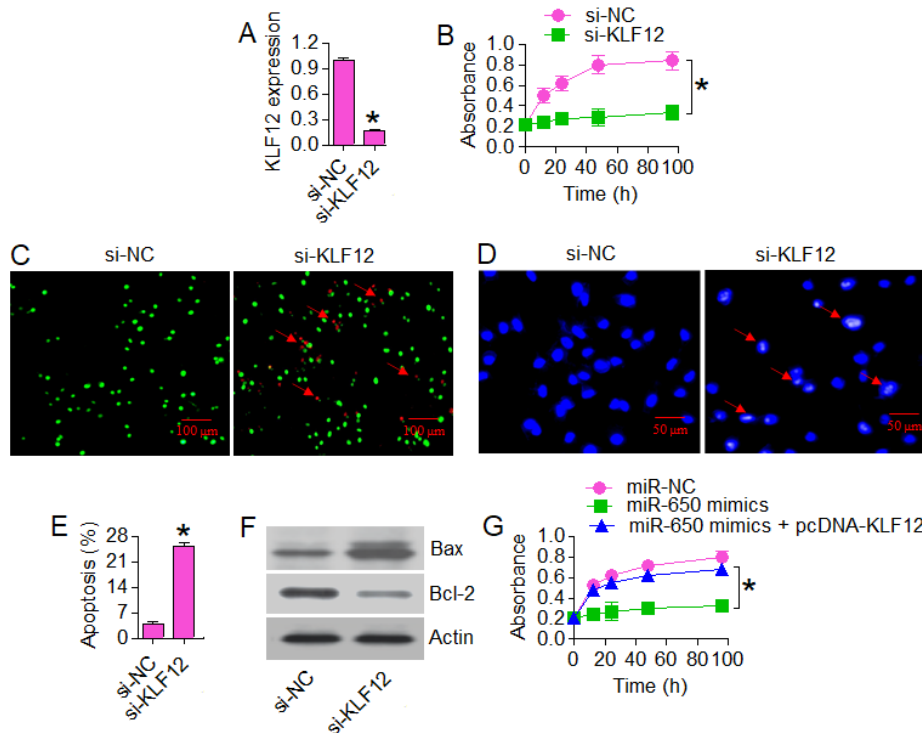 A
KLF12 expression
1.2
0.9
0.6
0.3
0.0
*
si-NC
si-KLF12
B
si-NC
si-KLF12
Absorbance
1.0
0.8
0.6
0.4
0.2
0.0
0 20 40 60 80 100
Time (h)
*
C
si-NC
si-KLF12
100 µm
100 µm
D
si-NC
si-KLF12
50 µm
50 µm
E
Apoptosis (%)
28
21
14
7
0
*
si-NC
si-KLF12
F
Bax
Bcl-2
Actin
si-NC
si-KLF12
G
miR-NC
miR-650 mimics
miR-650 mimics + pcDNA-KLF12
Absorbance
1.0
0.8
0.6
0.4
0.2
0.0
0 20 40 60 80 100
Time (h)
*